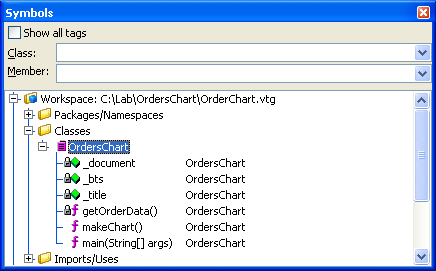 Symbols
Show all tags
Class:
Member:
Workspace: C:\Lab\OrdersChart\OrderChart.vtg
Packages/Namespaces
Classes
OrdersChart
_document OrdersChart
_bts OrdersChart
_title OrdersChart
getOrderData() OrdersChart
makeChart() OrdersChart
main(String[] args) OrdersChart
Imports/Uses